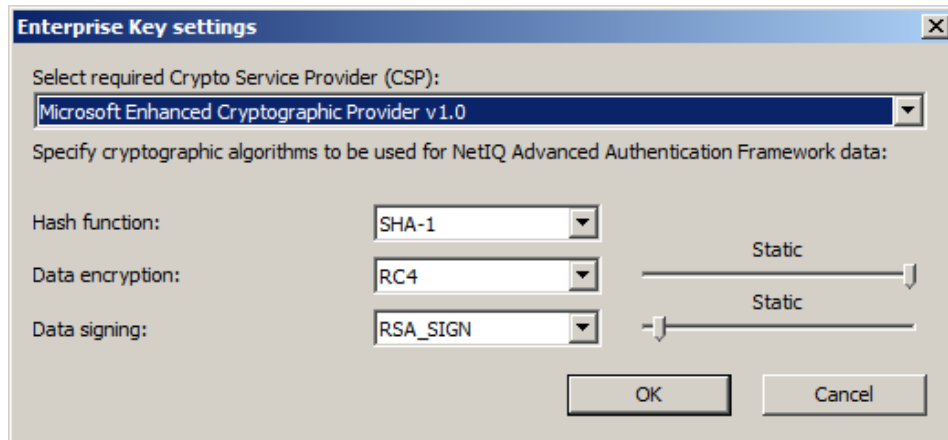 Enterprise Key settings
Select required Crypto Service Provider (CSP):
Microsoft Enhanced Cryptographic Provider v1.0
Specify cryptographic algorithms to be used for NetIQ Advanced Authentication Framework data:
Hash function:
SHA-1
Static
Data encryption:
RC4
Static
Data signing:
RSA_SIGN
OK
Cancel